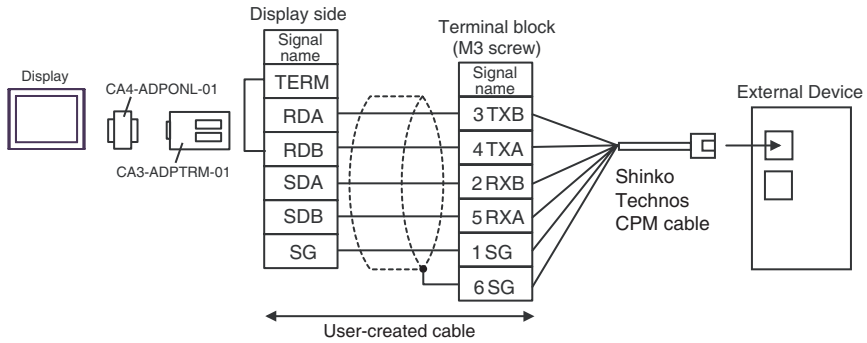 Display
CA4-ADPONL-01
CA3-ADPTRM-01
Display side
Signal
name
TERM
RDA
RDB
SDA
SDB
SG
Terminal block
(M3 screw)
Signal
name
3 TXB
4 TXA
2 RXB
5 RXA
1 SG
6 SG
Shinko
Technos
CPM cable
External Device
User-created cable